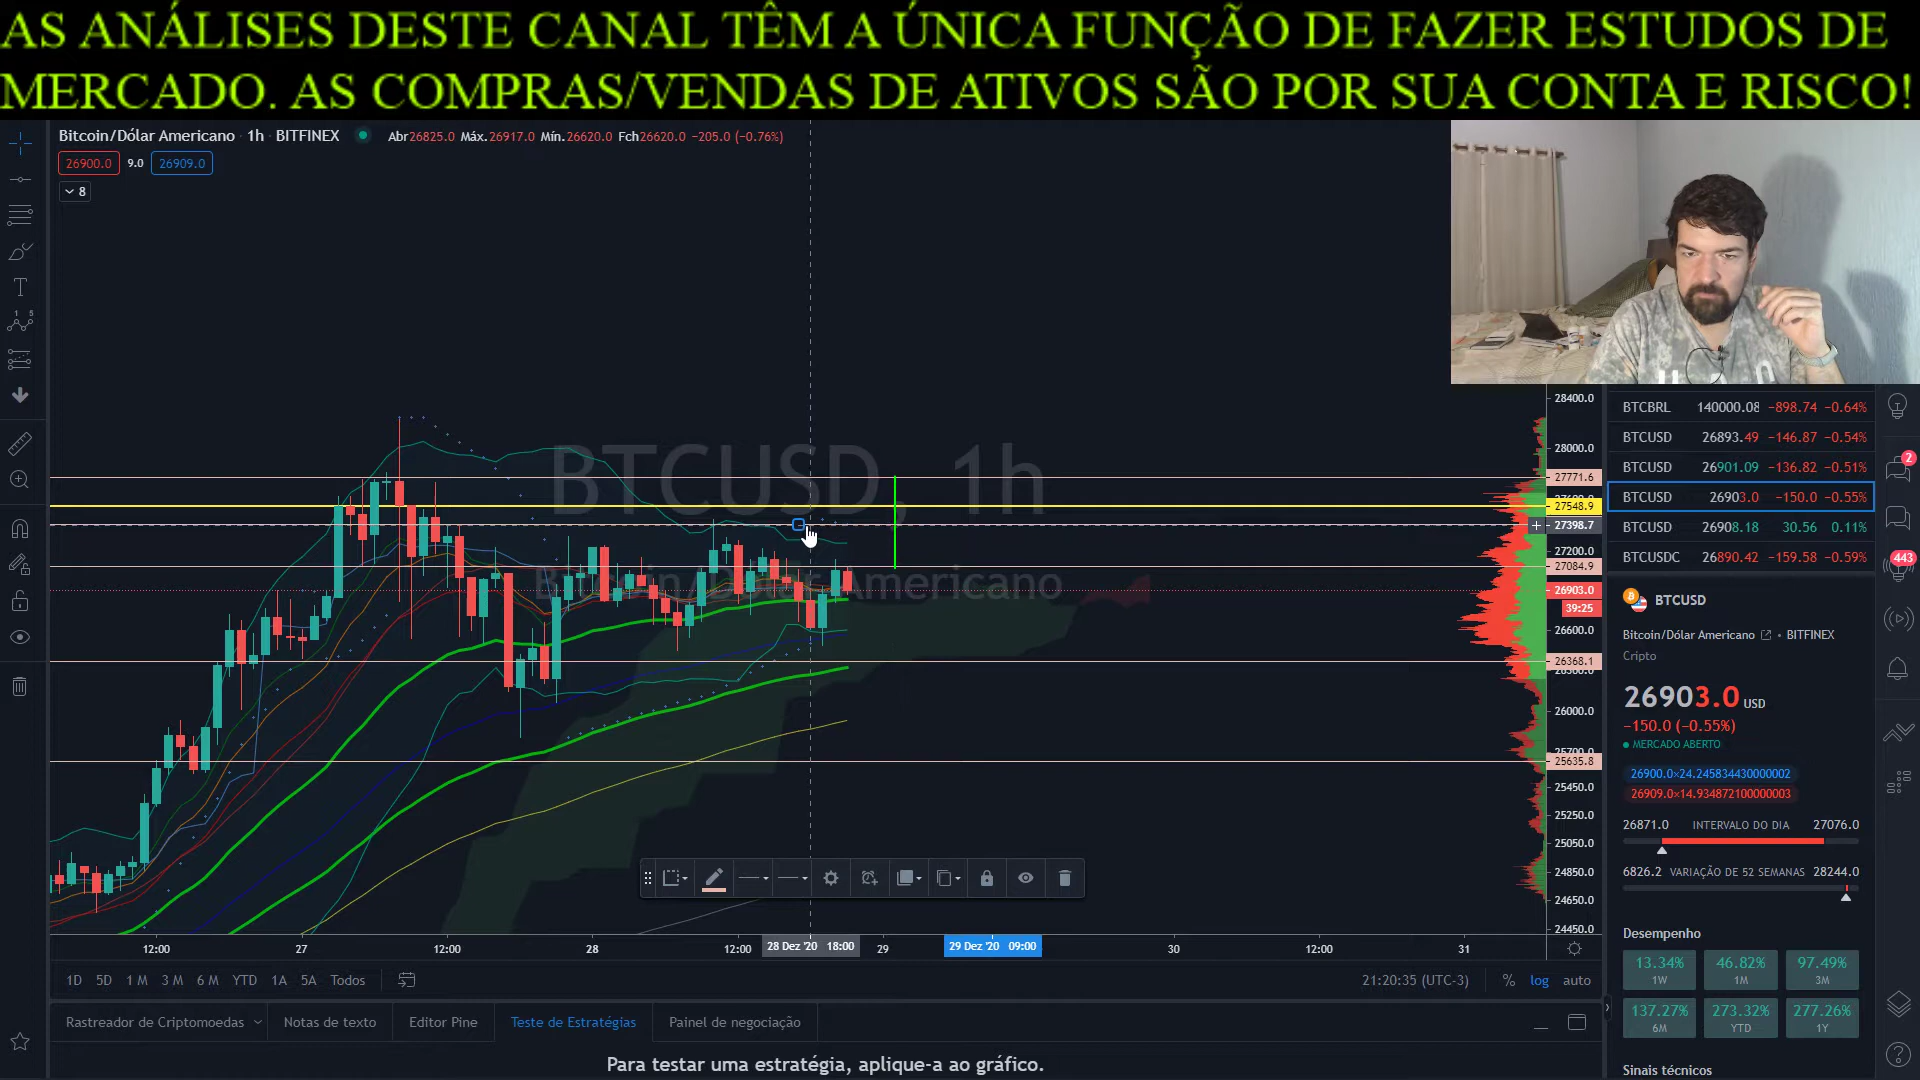 AS ANÁLISES DESTE CANAL TÊM A ÚNICA FUNÇÃO DE FAZER ESTUDOS DE
MERCADO. AS COMPRAS/VENDAS DE ATIVOS SÃO POR SUA CONTA E RISCO!
Bitcoin/Dólar Americano · 1h · BITFINEX Abr26825.0 Máx.26917.0 Mín.26620.0 Fch26620.0 −205.0 (−0.76%)
26900.0 9.0 26909.0
8
BTCUSD, 1h
Bitcoin/Dólar Americano
28400.0
28000.0
27771.6
27548.9
27398.7
27200.0
27084.9
26903.0
39:25
26600.0
26368.1
26000.0
25635.8
25450.0
25250.0
25050.0
24850.0
24650.0
24450.0
12:00 27 12:00 28 12:00 28 Dez '20 18:00 29 29 Dez '20 09:00 30 12:00 31
1D 5D 1M 3M 6M YTD 1A 5A Todos 21:20:35 (UTC-3) % log auto
Rastreador de Criptomoedas Notas de texto Editor Pine Teste de Estratégias Painel de negociação
Para testar uma estratégia, aplique-a ao gráfico.
BTCBRL 140000.08 −898.74 −0.64%
BTCUSD 26893.49 −146.87 −0.54%
BTCUSD 26901.09 −136.82 −0.51%
BTCUSD 26903.0 −150.0 −0.55%
BTCUSD 26908.18 30.56 0.11%
BTCUSDC 26890.42 −159.58 −0.59%
BTCUSD
Bitcoin/Dólar Americano • BITFINEX
Cripto
26903.0 USD
−150.0 (−0.55%)
MERCADO ABERTO
26900.0×24.245834430000002
26909.0×14.934872100000003
26871.0 INTERVALO DO DIA 27076.0
6826.2 VARIAÇÃO DE 52 SEMANAS 28244.0
Desempenho
13.34% 46.82% 97.49%
1W 1M 3M
137.27% 273.32% 277.26%
6M YTD 1Y
Sinais técnicos
2
443